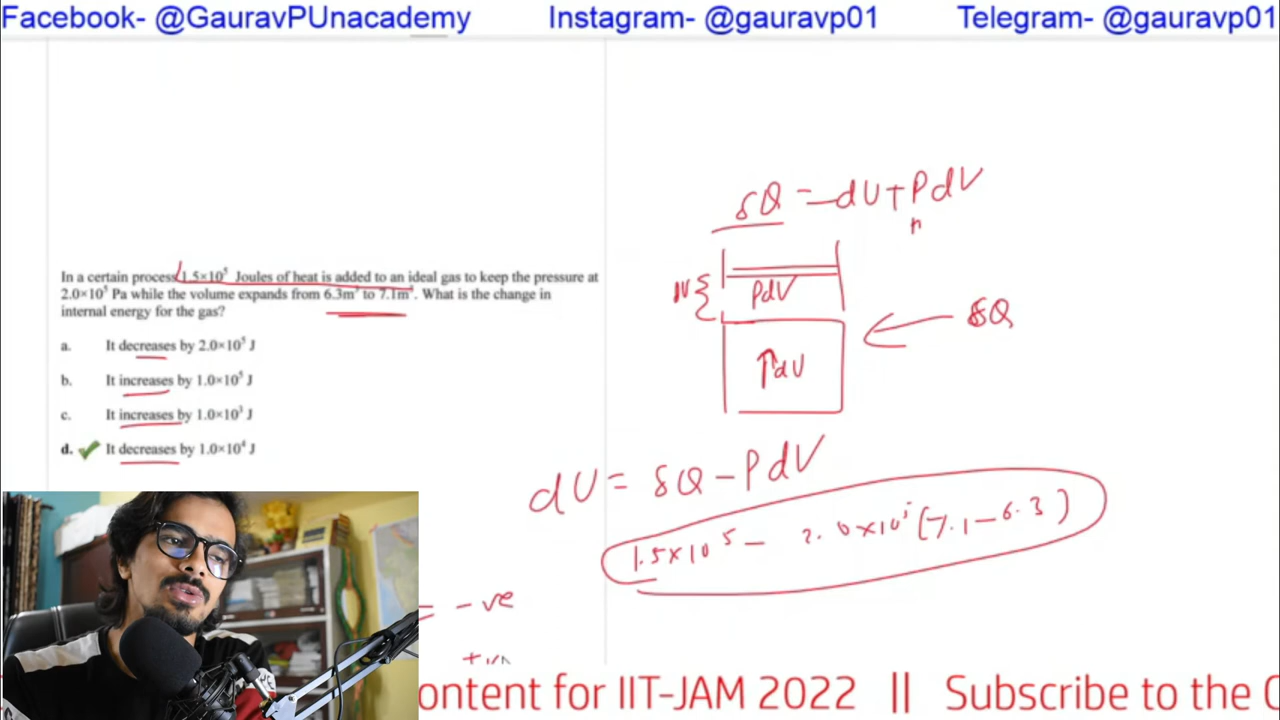 Facebook- @GauravPUnacademy Instagram- @gauravp01 Telegram- @gauravp01
In a certain process 1.5×10⁵ Joules of heat is added to an ideal gas to keep the pressure at
2.0×10⁵ Pa while the volume expands from 6.3m³ to 7.1m³. What is the change in
internal energy for the gas?
a. It decreases by 2.0×10⁵ J
b. It increases by 1.0×10⁵ J
c. It increases by 1.0×10³ J
d. It decreases by 1.0×10⁴ J
δQ = dU + PdV
PdV
δQ
↑dU
dU = δQ - PdV
1.5×10⁵ - 2.0×10⁵ (7.1-6.3)
= -ve
+ve
ontent for IIT-JAM 2022 || Subscribe to the C